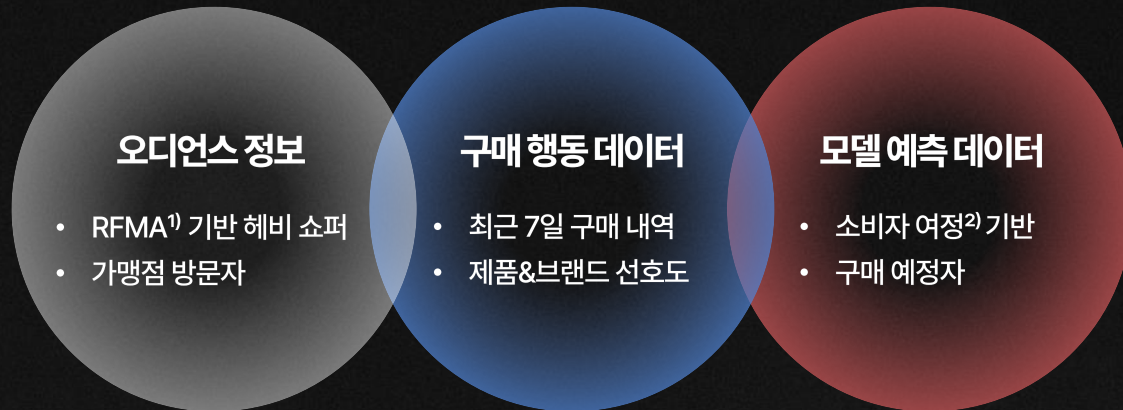 오디언스 정보
• RFMA¹⁾ 기반 헤비 쇼퍼
• 가맹점 방문자
구매 행동 데이터
• 최근 7일 구매 내역
• 제품&브랜드 선호도
모델 예측 데이터
• 소비자 여정²⁾ 기반
• 구매 예정자